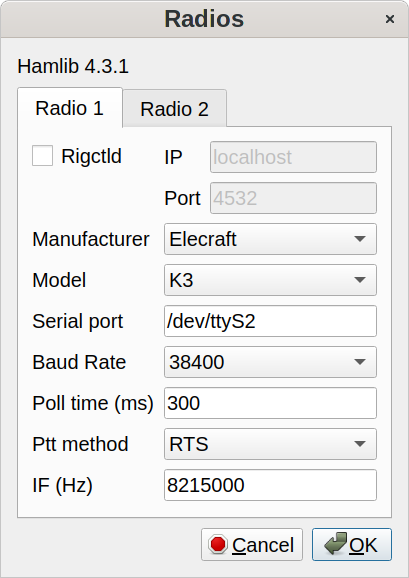 Radios
Hamlib 4.3.1
Radio 1 Radio 2
Rigctld IP localhost
Port 4532
Manufacturer Elecraft
Model K3
Serial port /dev/ttyS2
Baud Rate 38400
Poll time (ms) 300
Ptt method RTS
IF (Hz) 8215000
Cancel OK